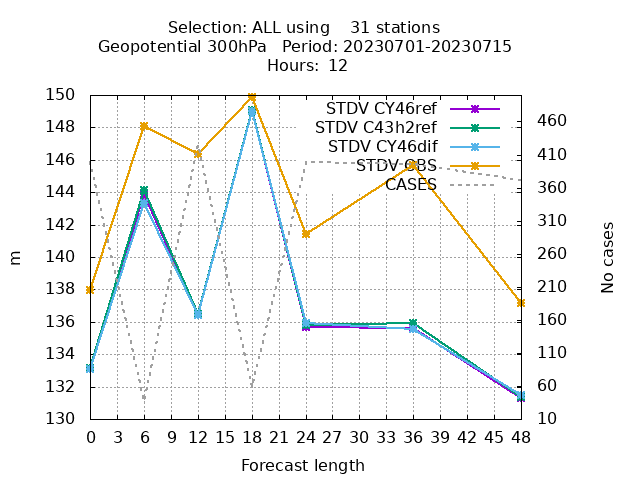 Selection: ALL using    31 stations
Geopotential 300hPa   Period: 20230701-20230715
Hours:  12
STDV CY46ref
STDV C43h2ref
STDV CY46dif
STDV OBS
CASES
150
148
146
144
142
140
138
136
134
132
130
m
460
410
360
310
260
210
160
110
60
10
No cases
0 3 6 9 12 15 18 21 24 27 30 33 36 39 42 45 48
Forecast length